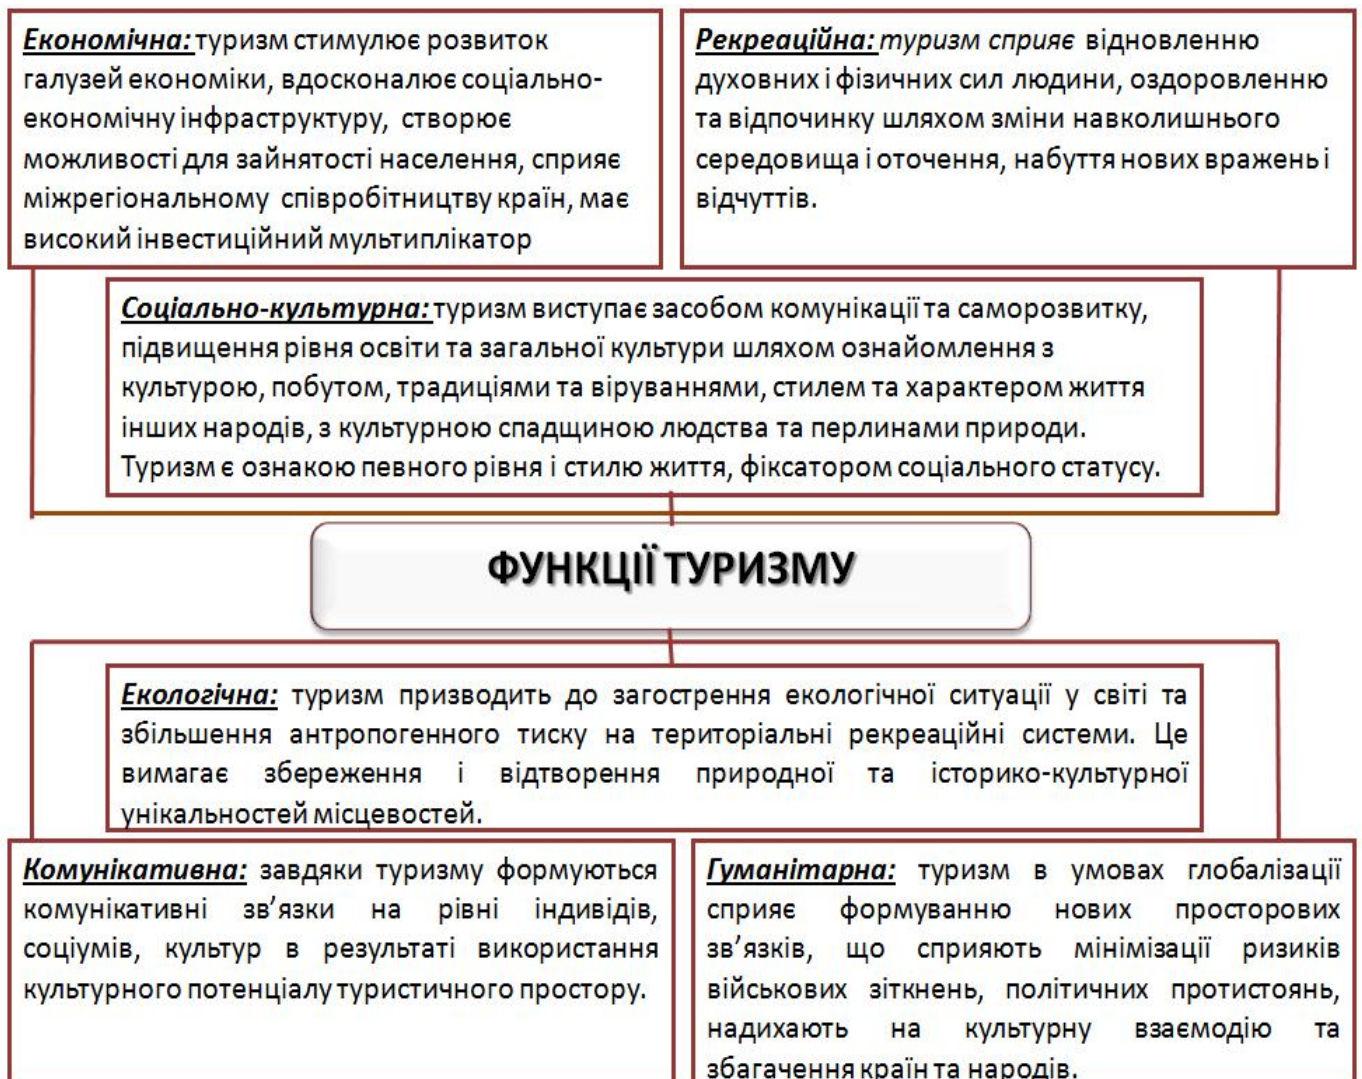 Економічна: туризм стимулює розвиток
галузей економіки, вдосконалює соціально-
економічну інфраструктуру, створює
можливості для зайнятості населення, сприяє
міжрегіональному співробітництву країн, має
високий інвестиційний мультиплікатор
Рекреаційна: туризм сприяє відновленню
духовних і фізичних сил людини, оздоровленню
та відпочинку шляхом зміни навколишнього
середовища і оточення, набуття нових вражень і
відчуттів.
Соціально-культурна: туризм виступає засобом комунікації та саморозвитку,
підвищення рівня освіти та загальної культури шляхом ознайомлення з
культурою, побутом, традиціями та віруваннями, стилем та характером життя
інших народів, з культурною спадщиною людства та перлинами природи.
Туризм є ознакою певного рівня і стилю життя, фіксатором соціального статусу.
ФУНКЦІЇ ТУРИЗМУ
Екологічна: туризм призводить до загострення екологічної ситуації у світі та
збільшення антропогенного тиску на територіальні рекреаційні системи. Це
вимагає збереження і відтворення природної та історико-культурної
унікальностей місцевостей.
Комунікативна: завдяки туризму формуються
комунікативні зв’язки на рівні індивідів,
соціумів, культур в результаті використання
культурного потенціалу туристичного простору.
Гуманітарна: туризм в умовах глобалізації
сприяє формуванню нових просторових
зв’язків, що сприяють мінімізації ризиків
військових зіткнень, політичних протистоянь,
надихають на культурну взаємодію та
збагачення країн та народів.